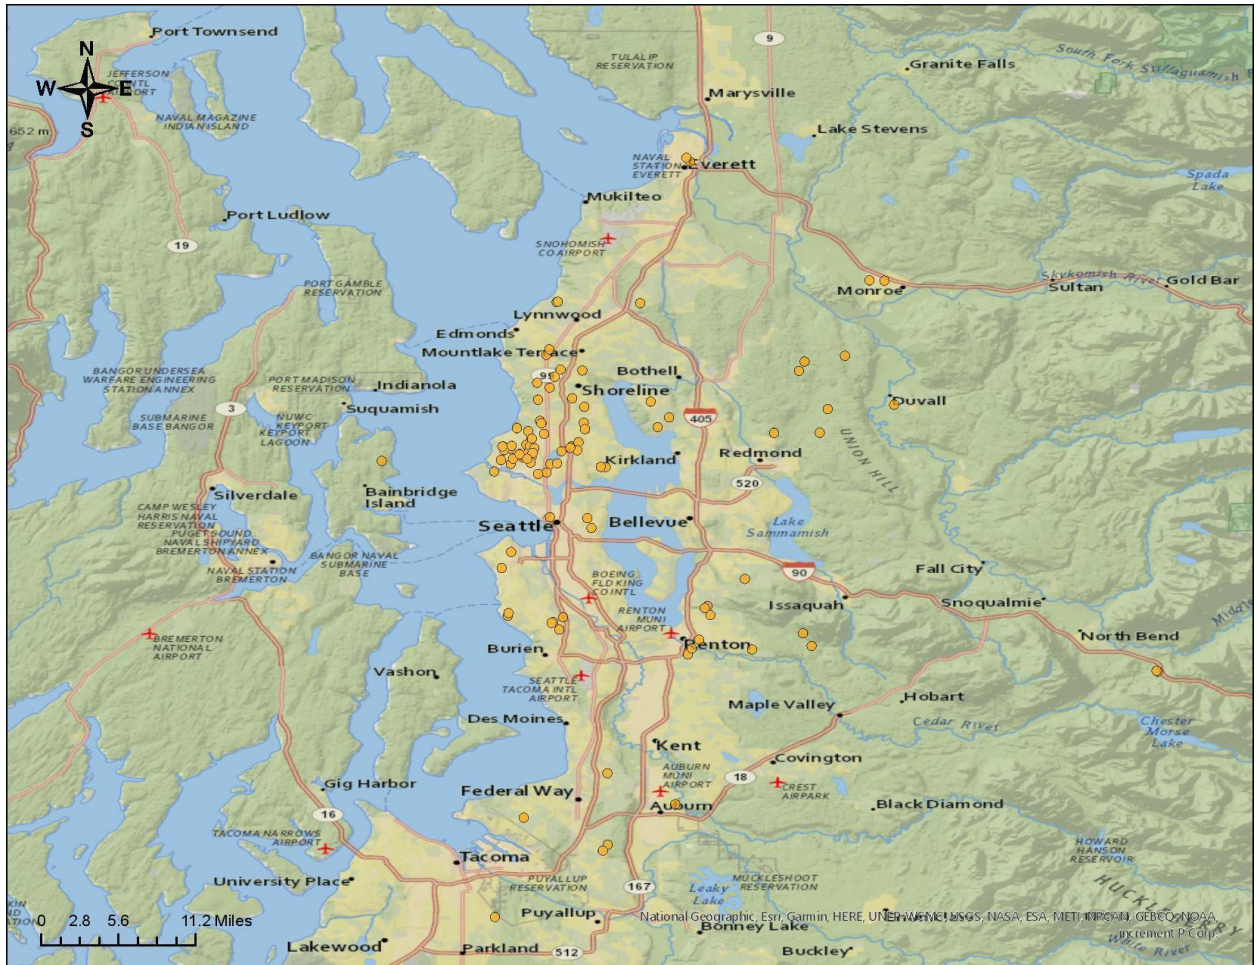 Port Townsend
9
South Fork Stillaguamish
Granite Falls
TULALIP
RESERVATION
N
W
E
S
JEFFERSON
Marysville
NAVAL MAGAZINE
INDIAN ISLAND
652 m
Lake Stevens
NAVAL
STATION
EVERETT
Everett
Spada
Lake
Mukilteo
Port Ludlow
19
SNOHOMISH
CO AIRPORT
PORT GAMBLE
RESERVATION
Skykomish River
Gold Bar
Monroe
Sultan
Lynnwood
Edmonds
Mountlake Terrace
99
BANGOR UNDERSEA
WARFARE ENGINEERING
STATION ANNEX
PORT MADISON
RESERVATION
Indianola
Bothell
Shoreline
Duvall
3
SUBMARINE
BASE BANGOR
NUWC
KEYPORT
KEYPORT
LAGOON
Suquamish
405
UNION HILL
Kirkland
Redmond
520
Silverdale
Bainbridge
Island
CAMP WESLEY
HARRIS NAVAL
RESERVATION
PUGET SOUND
NAVAL SHIPYARD
BREMERTON ANNEX
NAVAL STATION
BREMERTON
BANGOR NAVAL
SUBMARINE
BASE
Seattle
Bellevue
Lake
Sammamish
90
Fall City
BOEING
FLD KING
CO INTL
Issaquah
Snoqualmie
Middle
RENTON
MUNI
AIRPORT
Renton
North Bend
BREMERTON
NATIONAL
AIRPORT
Burien
Vashon
SEATTLE
TACOMA INTL
AIRPORT
Hobart
Maple Valley
Cedar River
Des Moines
Chester
Morse
Lake
Kent
Covington
AUBURN
MUNI
AIRPORT
18
CREST
AIRPARK
Gig Harbor
Federal Way
Auburn
Black Diamond
16
TACOMA NARROWS
AIRPORT
HOWARD
HANSON
RESERVOIR
Tacoma
University Place
PUYALLUP
RESERVATION
167
MUCKLESHOOT
RESERVATION
Leaky
Lake
HUCKLEBERRY
0 2.8 5.6 11.2 Miles
Puyallup
National Geographic, Esri, Garmin, HERE, UNEP-WCMC, USGS, NASA, ESA, METI, NRCAN, GEBCO, NOAA,
increment P Corp.
Bonney Lake
White River
Lakewood
Parkland
512
Buckley